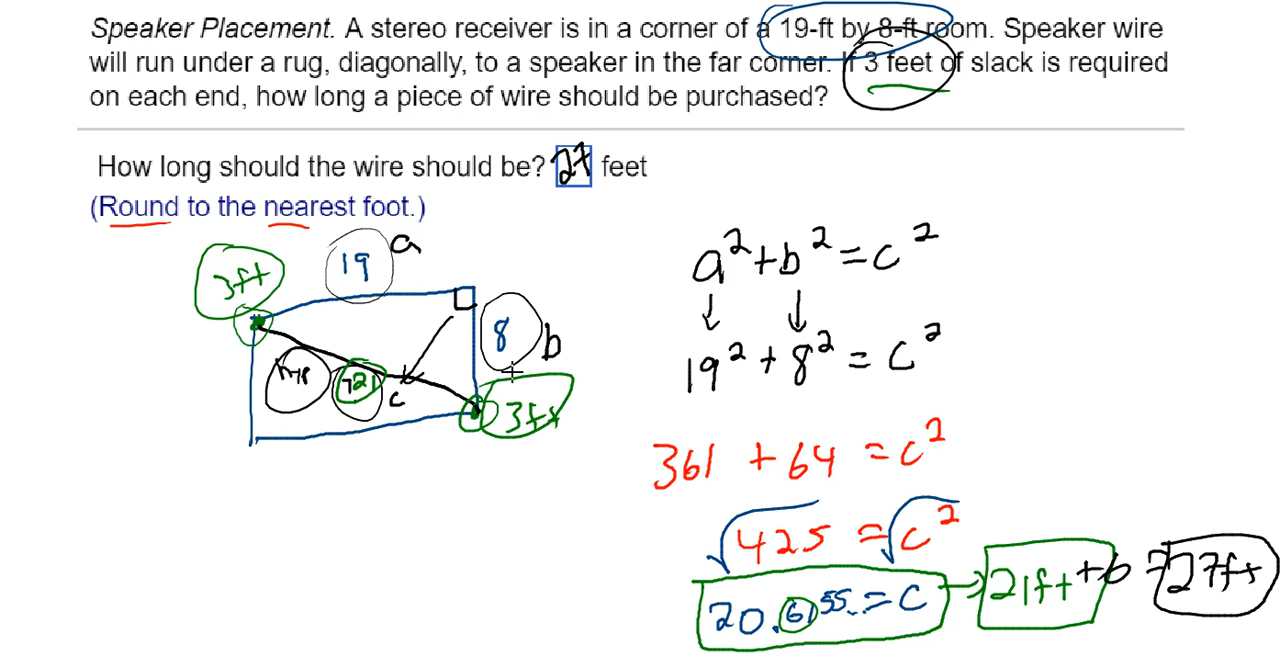 Speaker Placement. A stereo receiver is in a corner of a 19-ft by 8-ft room. Speaker wire
will run under a rug, diagonally, to a speaker in the far corner. If 3 feet of slack is required
on each end, how long a piece of wire should be purchased?
How long should the wire should be? 27 feet
(Round to the nearest foot.)
3ft
19 a
8 b
hyp
21
c
3ft
a²+b²=c²
19²+8²=c²
361+64=c²
√425=√c²
20.6155..=c → 21ft+6=27ft